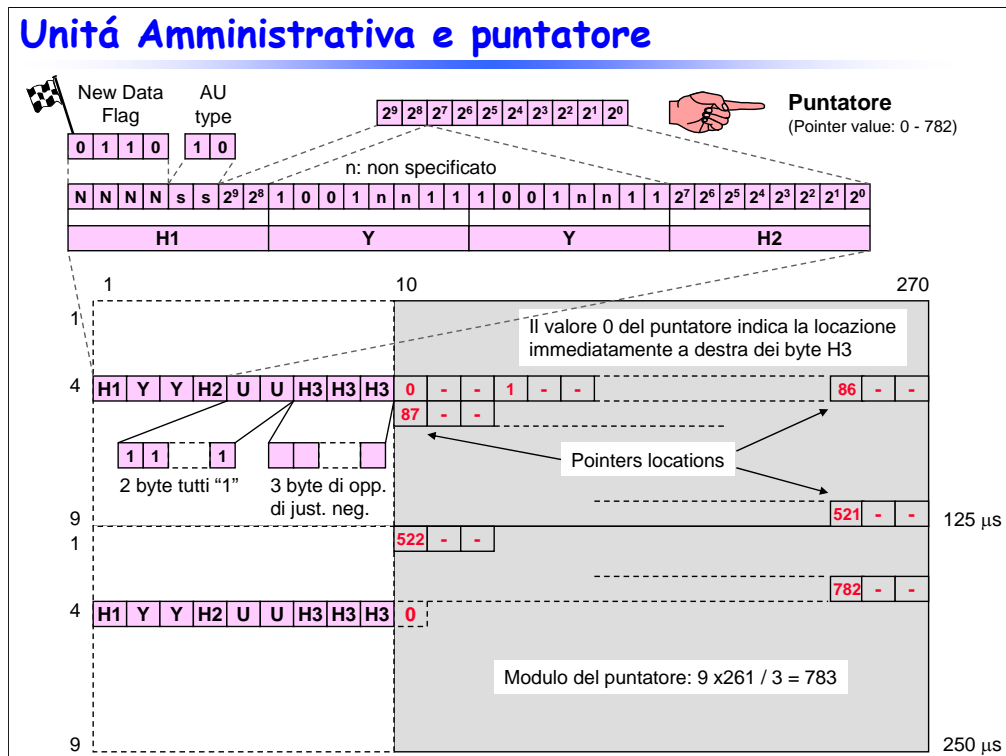 Unitá Amministrativa e puntatore
New Data Flag
AU type
0 1 1 0
1 0
2⁹ 2⁸ 2⁷ 2⁶ 2⁵ 2⁴ 2³ 2² 2¹ 2⁰
Puntatore
(Pointer value: 0 - 782)
n: non specificato
N N N N s s 2⁹ 2⁸ 1 0 0 1 n n 1 1 1 0 0 1 n n 1 1 2⁷ 2⁶ 2⁵ 2⁴ 2³ 2² 2¹ 2⁰
H1 Y Y H2
1 10 270
1
Il valore 0 del puntatore indica la locazione
immediatamente a destra dei byte H3
4 H1 Y Y H2 U U H3 H3 H3 0 - - 1 - - 86 - -
87 - -
1 1 1
Pointers locations
2 byte tutti “1”
3 byte di opp.
di just. neg.
521 - -
9 125 µs
1 522 - -
782 - -
4 H1 Y Y H2 U U H3 H3 H3 0
Modulo del puntatore: 9 x261 / 3 = 783
9 250 µs